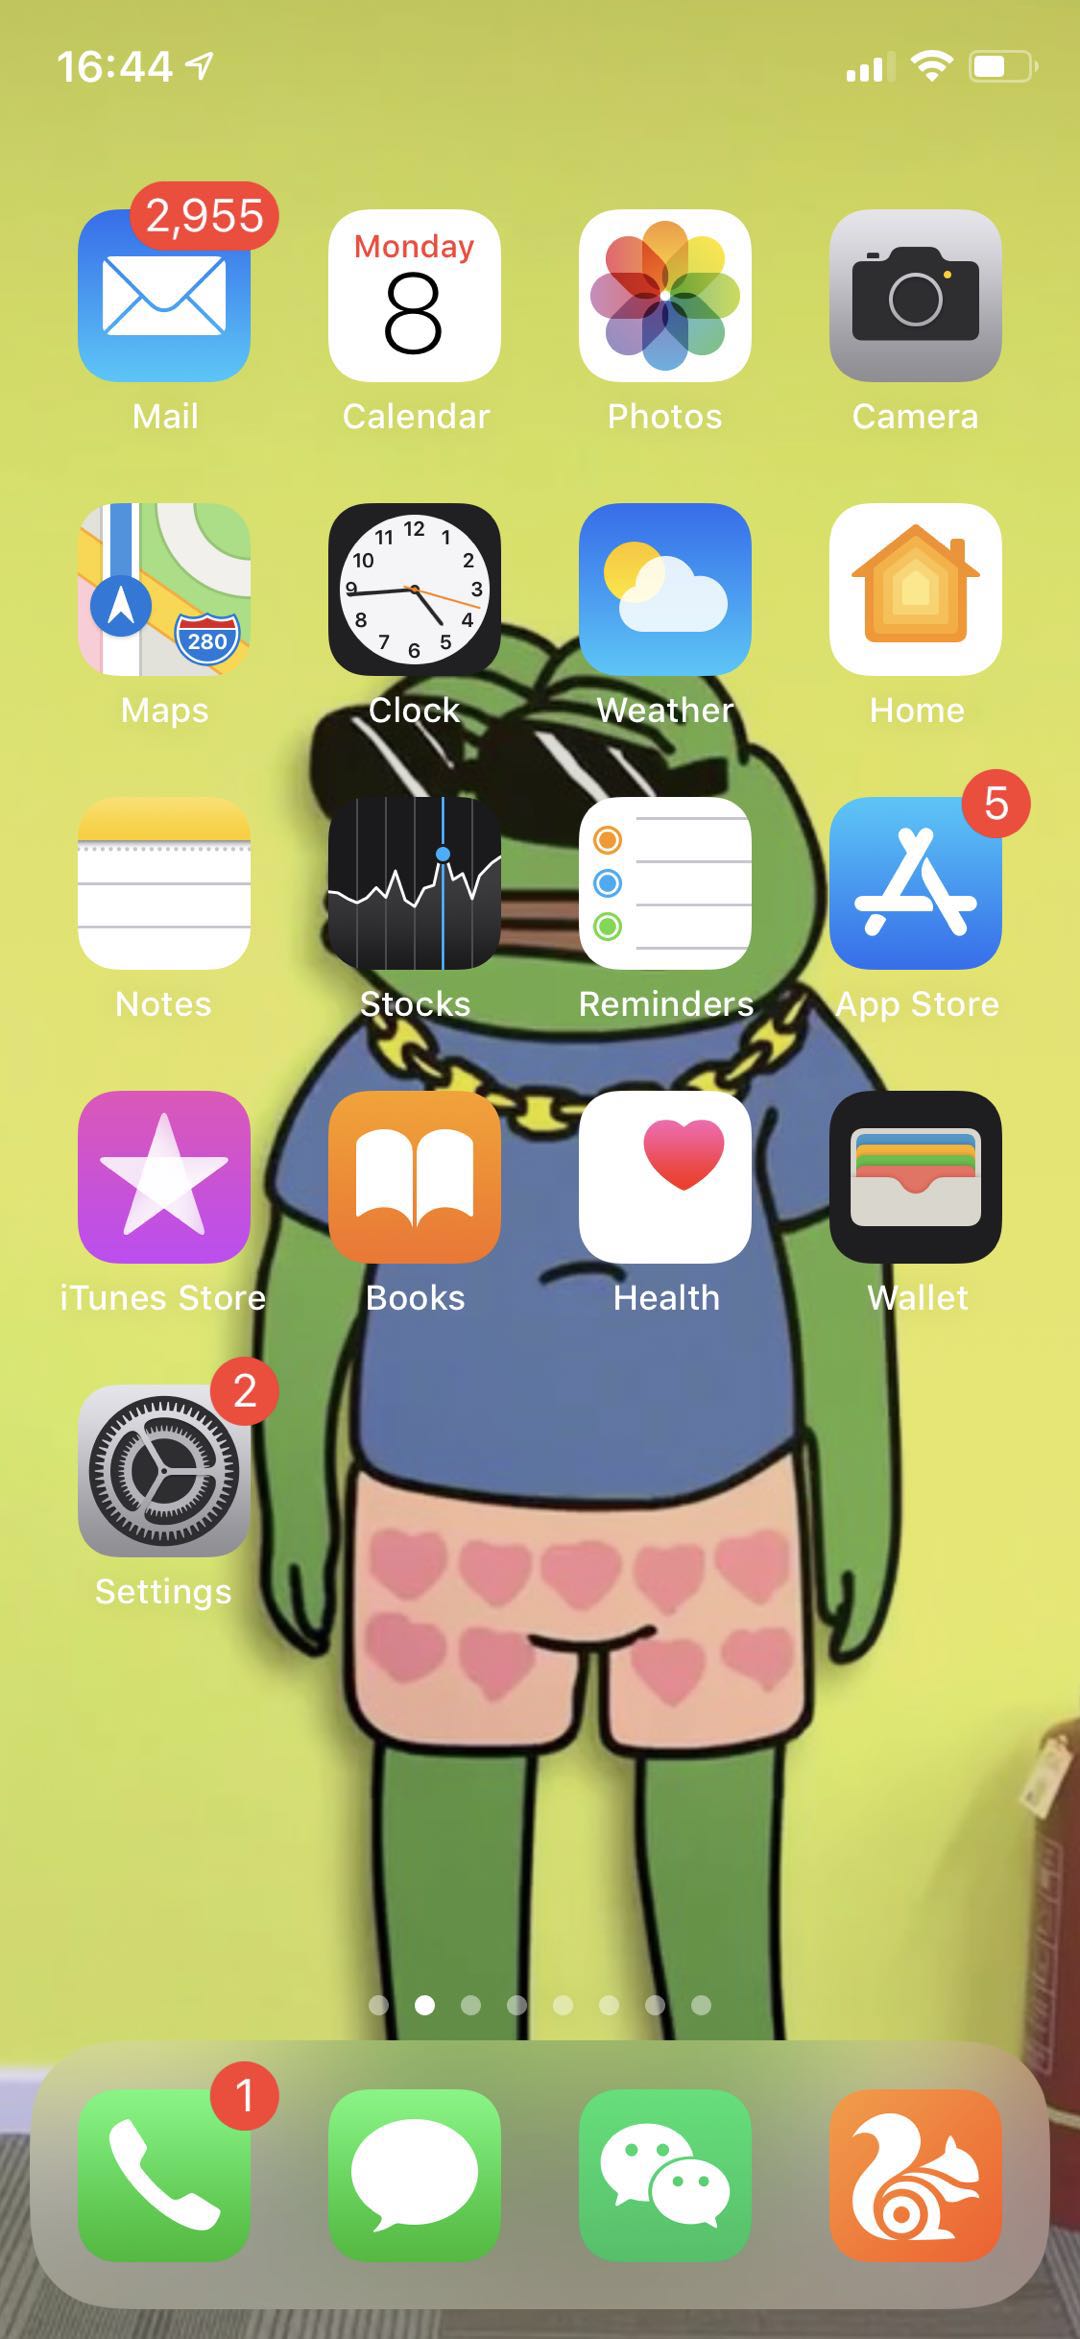 16:44
2,955
Monday
8
Mail Calendar Photos Camera
280
12
11 1
10 2
9 3
8 4
7 5
6
Maps Clock Weather Home
5
Notes Stocks Reminders App Store
iTunes Store Books Health Wallet
2
Settings
1